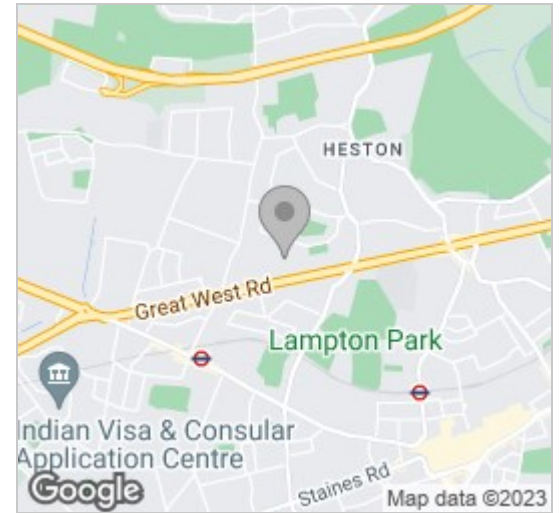 HESTON
Great West Rd
Lampton Park
Indian Visa & Consular
Application Centre
Staines Rd
Google
Map data ©2023